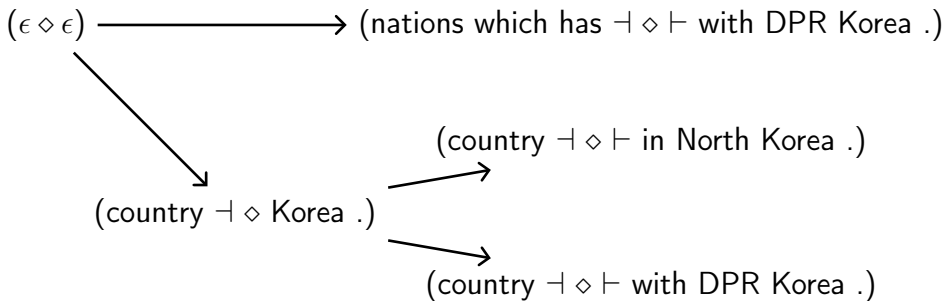 (ϵ ⋄ ϵ) (nations which has ⊣ ⋄ ⊢ with DPR Korea .)
(country ⊣ ⋄ ⊢ in North Korea .)
(country ⊣ ⋄ Korea .)
(country ⊣ ⋄ ⊢ with DPR Korea .)